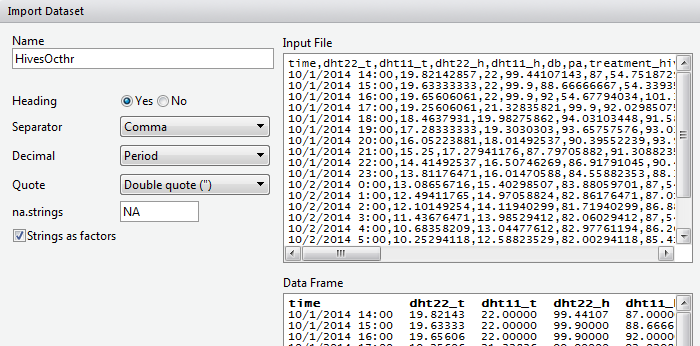 Import Dataset
Name
HivesOcthr
Heading
Yes No
Separator
Comma
Decimal
Period
Quote
Double quote (")
na.strings
NA
Strings as factors
Input File
time,dht22_t,dht11_t,dht22_h,dht11_h,db,pa,treatment_hiv
10/1/2014 14:00,19.82142857,22,99.44107143,87,54.7518729
10/1/2014 15:00,19.63333333,22,99.9,88.66666667,54.33935
10/1/2014 16:00,19.65606061,22,99.9,92,54.67794034,101.
10/1/2014 17:00,19.25606061,21.32835821,99.9,92.02985075
10/1/2014 18:00,18.4637931,19.98275862,94.03103448,91.58
10/1/2014 19:00,17.28333333,19.3030303,93.65757576,93.0
10/1/2014 20:00,16.05223881,18.01492537,90.39552239,93.
10/1/2014 21:00,15.25,17.27941176,87.77905882,91.3088235
10/1/2014 22:00,14.41492537,16.50746269,86.91791045,90.4
10/1/2014 23:00,13.81176471,16.01470588,84.55882353,88.
10/2/2014 0:00,13.08656716,15.40298507,83.88059701,87,54
10/2/2014 1:00,12.49411765,14.97058824,82.86176471,87.0
10/2/2014 2:00,12.10149254,14.11940299,81.71940299,86.88
10/2/2014 3:00,11.43676471,13.98529412,82.06029412,87,54
10/2/2014 4:00,10.68358209,13.04477612,82.97761194,86.26
10/2/2014 5:00,10.25294118,12.58823529,82.00294118,85.4
Data Frame
time dht22_t dht11_t dht22_h dht11_h
10/1/2014 14:00 19.82143 22.00000 99.44107 87.0000
10/1/2014 15:00 19.63333 22.00000 99.90000 88.6666
10/1/2014 16:00 19.65606 22.00000 99.90000 92.0000